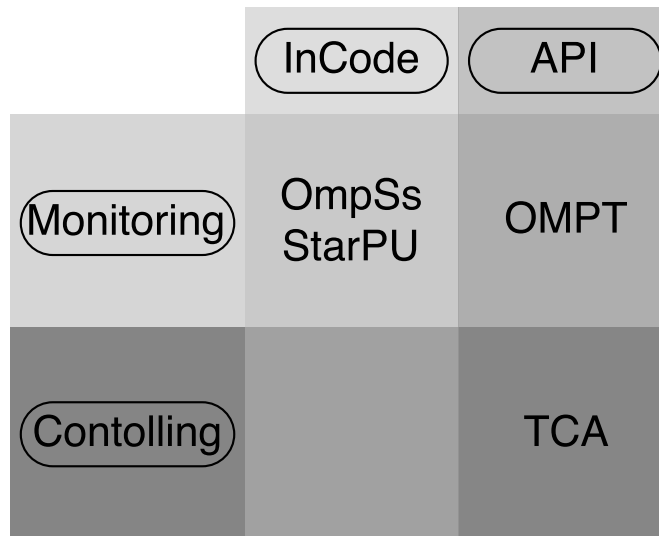 InCode
API
Monitoring
OmpSs
StarPU
OMPT
Contolling
TCA